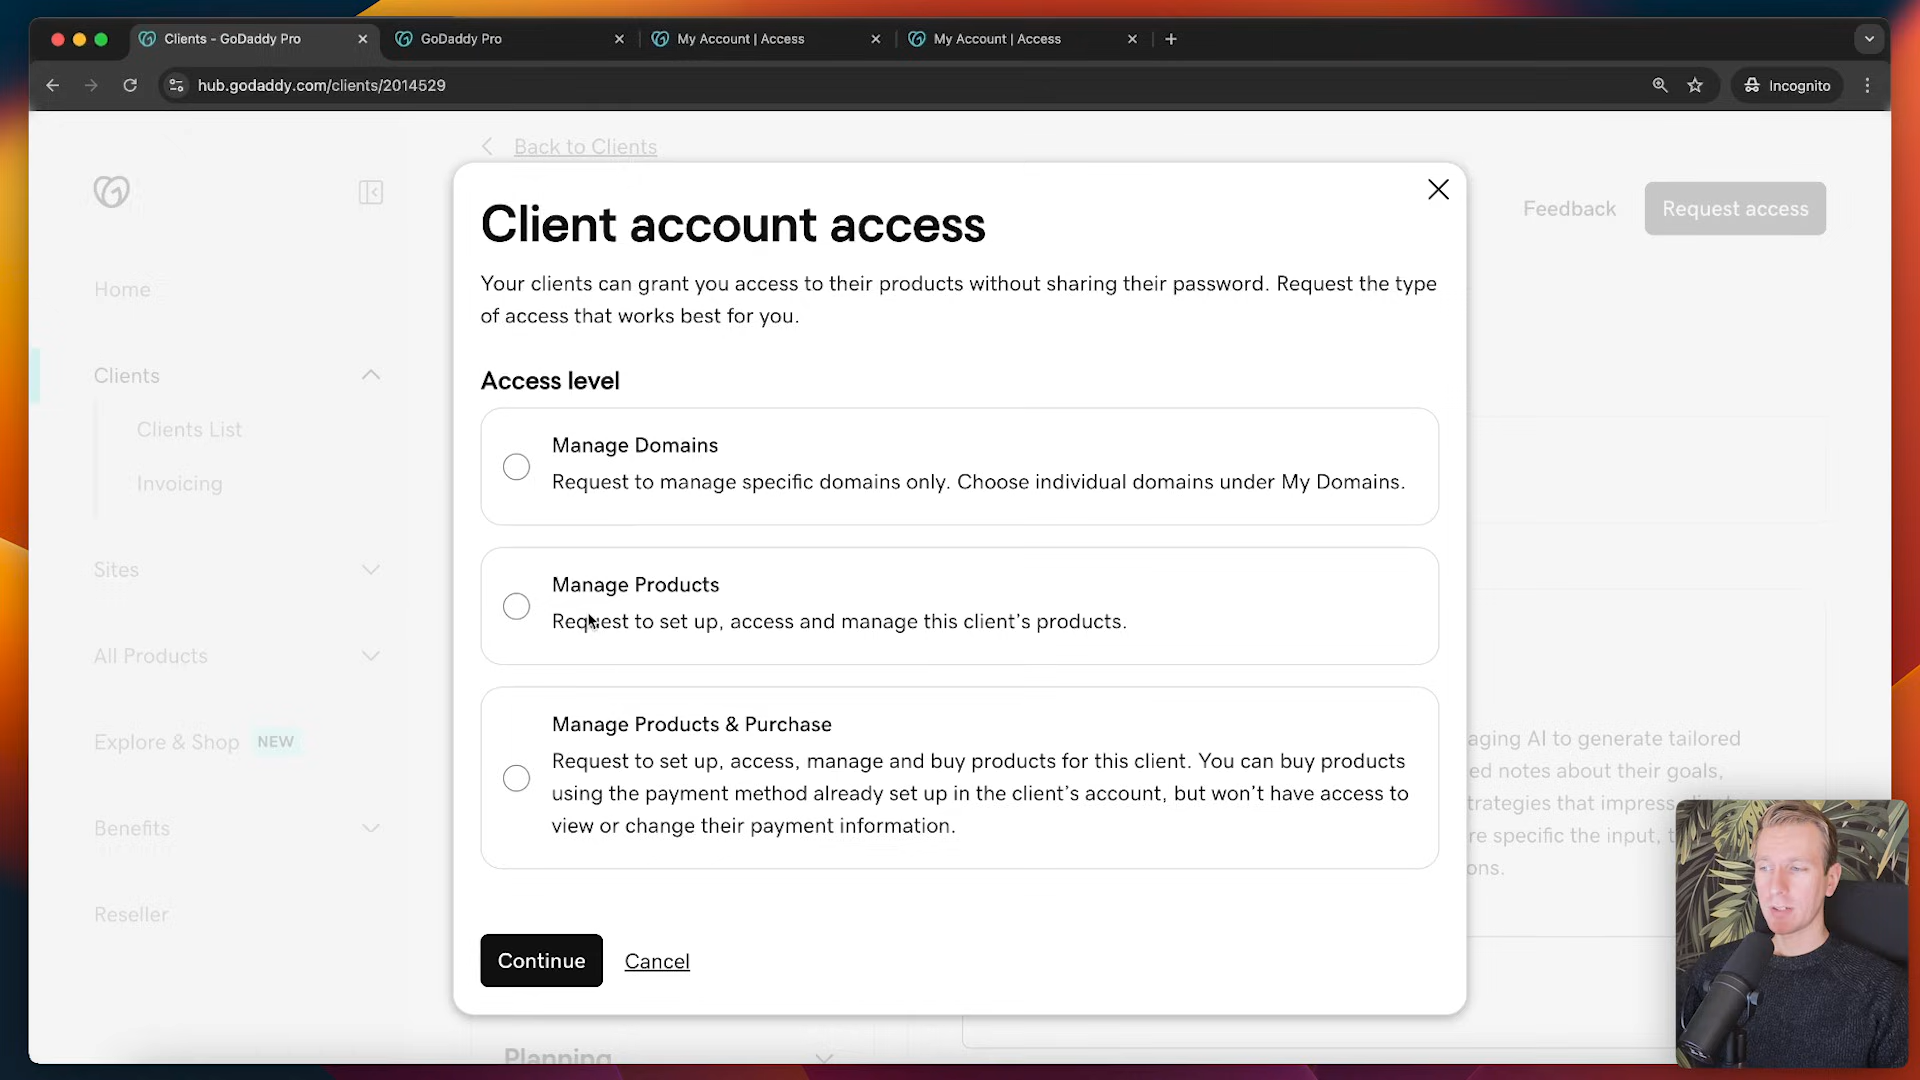 Clients - GoDaddy Pro
GoDaddy Pro
My Account | Access
My Account | Access
hub.godaddy.com/clients/2014529
Incognito
Back to Clients
Feedback
Request access
Home
Clients
Clients List
Invoicing
Sites
All Products
Explore & Shop NEW
Benefits
Reseller
Client account access
Your clients can grant you access to their products without sharing their password. Request the type
of access that works best for you.
Access level
Manage Domains
Request to manage specific domains only. Choose individual domains under My Domains.
Manage Products
Request to set up, access and manage this client's products.
Manage Products & Purchase
Request to set up, access, manage and buy products for this client. You can buy products
using the payment method already set up in the client's account, but won't have access to
view or change their payment information.
Continue
Cancel
aging AI to generate tailored
ed notes about their goals,
trategies that impress
re specific the input,
ons.
Planning